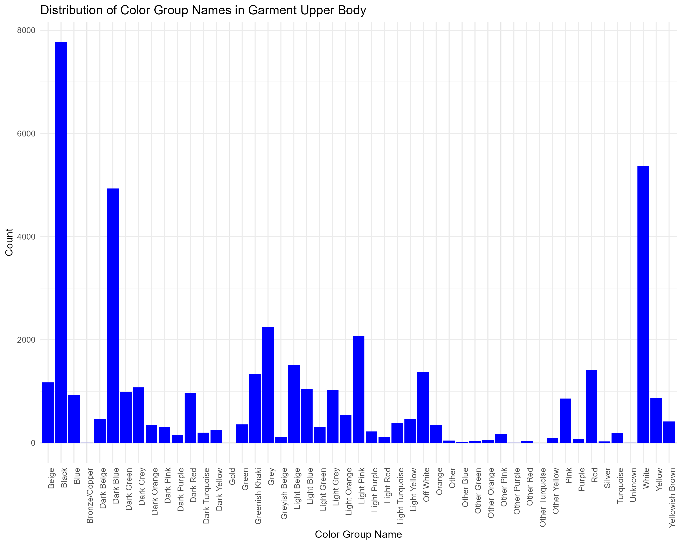 Distribution of Color Group Names in Garment Upper Body
8000
6000
4000
2000
0
Count
Beige
Black
Blue
Bronze/Copper
Dark Beige
Dark Blue
Dark Green
Dark Grey
Dark Orange
Dark Pink
Dark Purple
Dark Red
Dark Turquoise
Dark Yellow
Gold
Green
Greenish Khaki
Grey
Greyish Beige
Light Beige
Light Blue
Light Green
Light Grey
Light Orange
Light Pink
Light Purple
Light Red
Light Turquoise
Light Yellow
Off White
Orange
Other
Other Blue
Other Green
Other Orange
Other Pink
Other Purple
Other Red
Other Turquoise
Other Yellow
Pink
Purple
Red
Silver
Turquoise
Unknown
White
Yellow
Yellowish Brown
Color Group Name